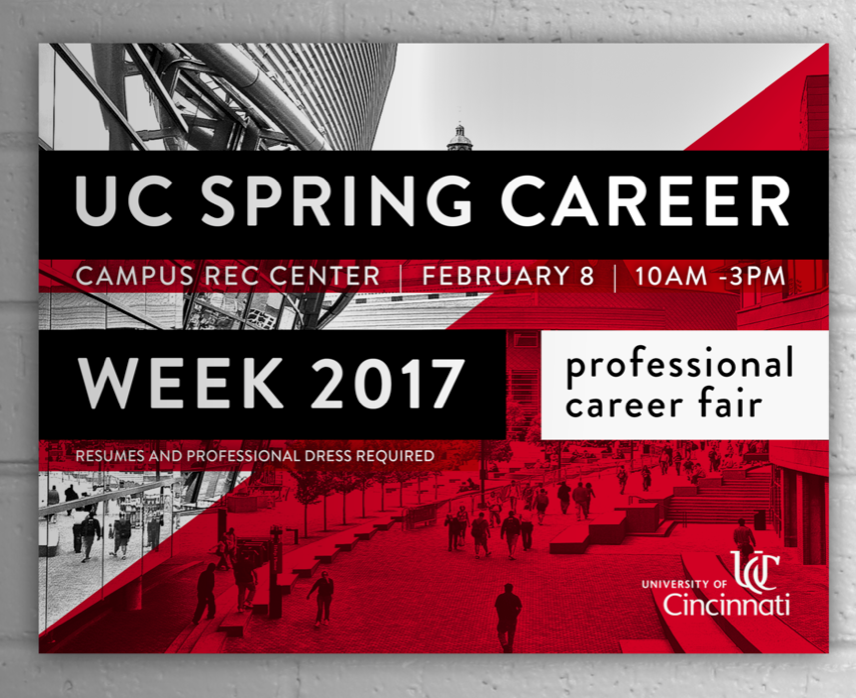 UC SPRING CAREER
CAMPUS REC CENTER | FEBRUARY 8 | 10AM -3PM
WEEK 2017
professional
career fair
RESUMES AND PROFESSIONAL DRESS REQUIRED
UC
UNIVERSITY OF
Cincinnati